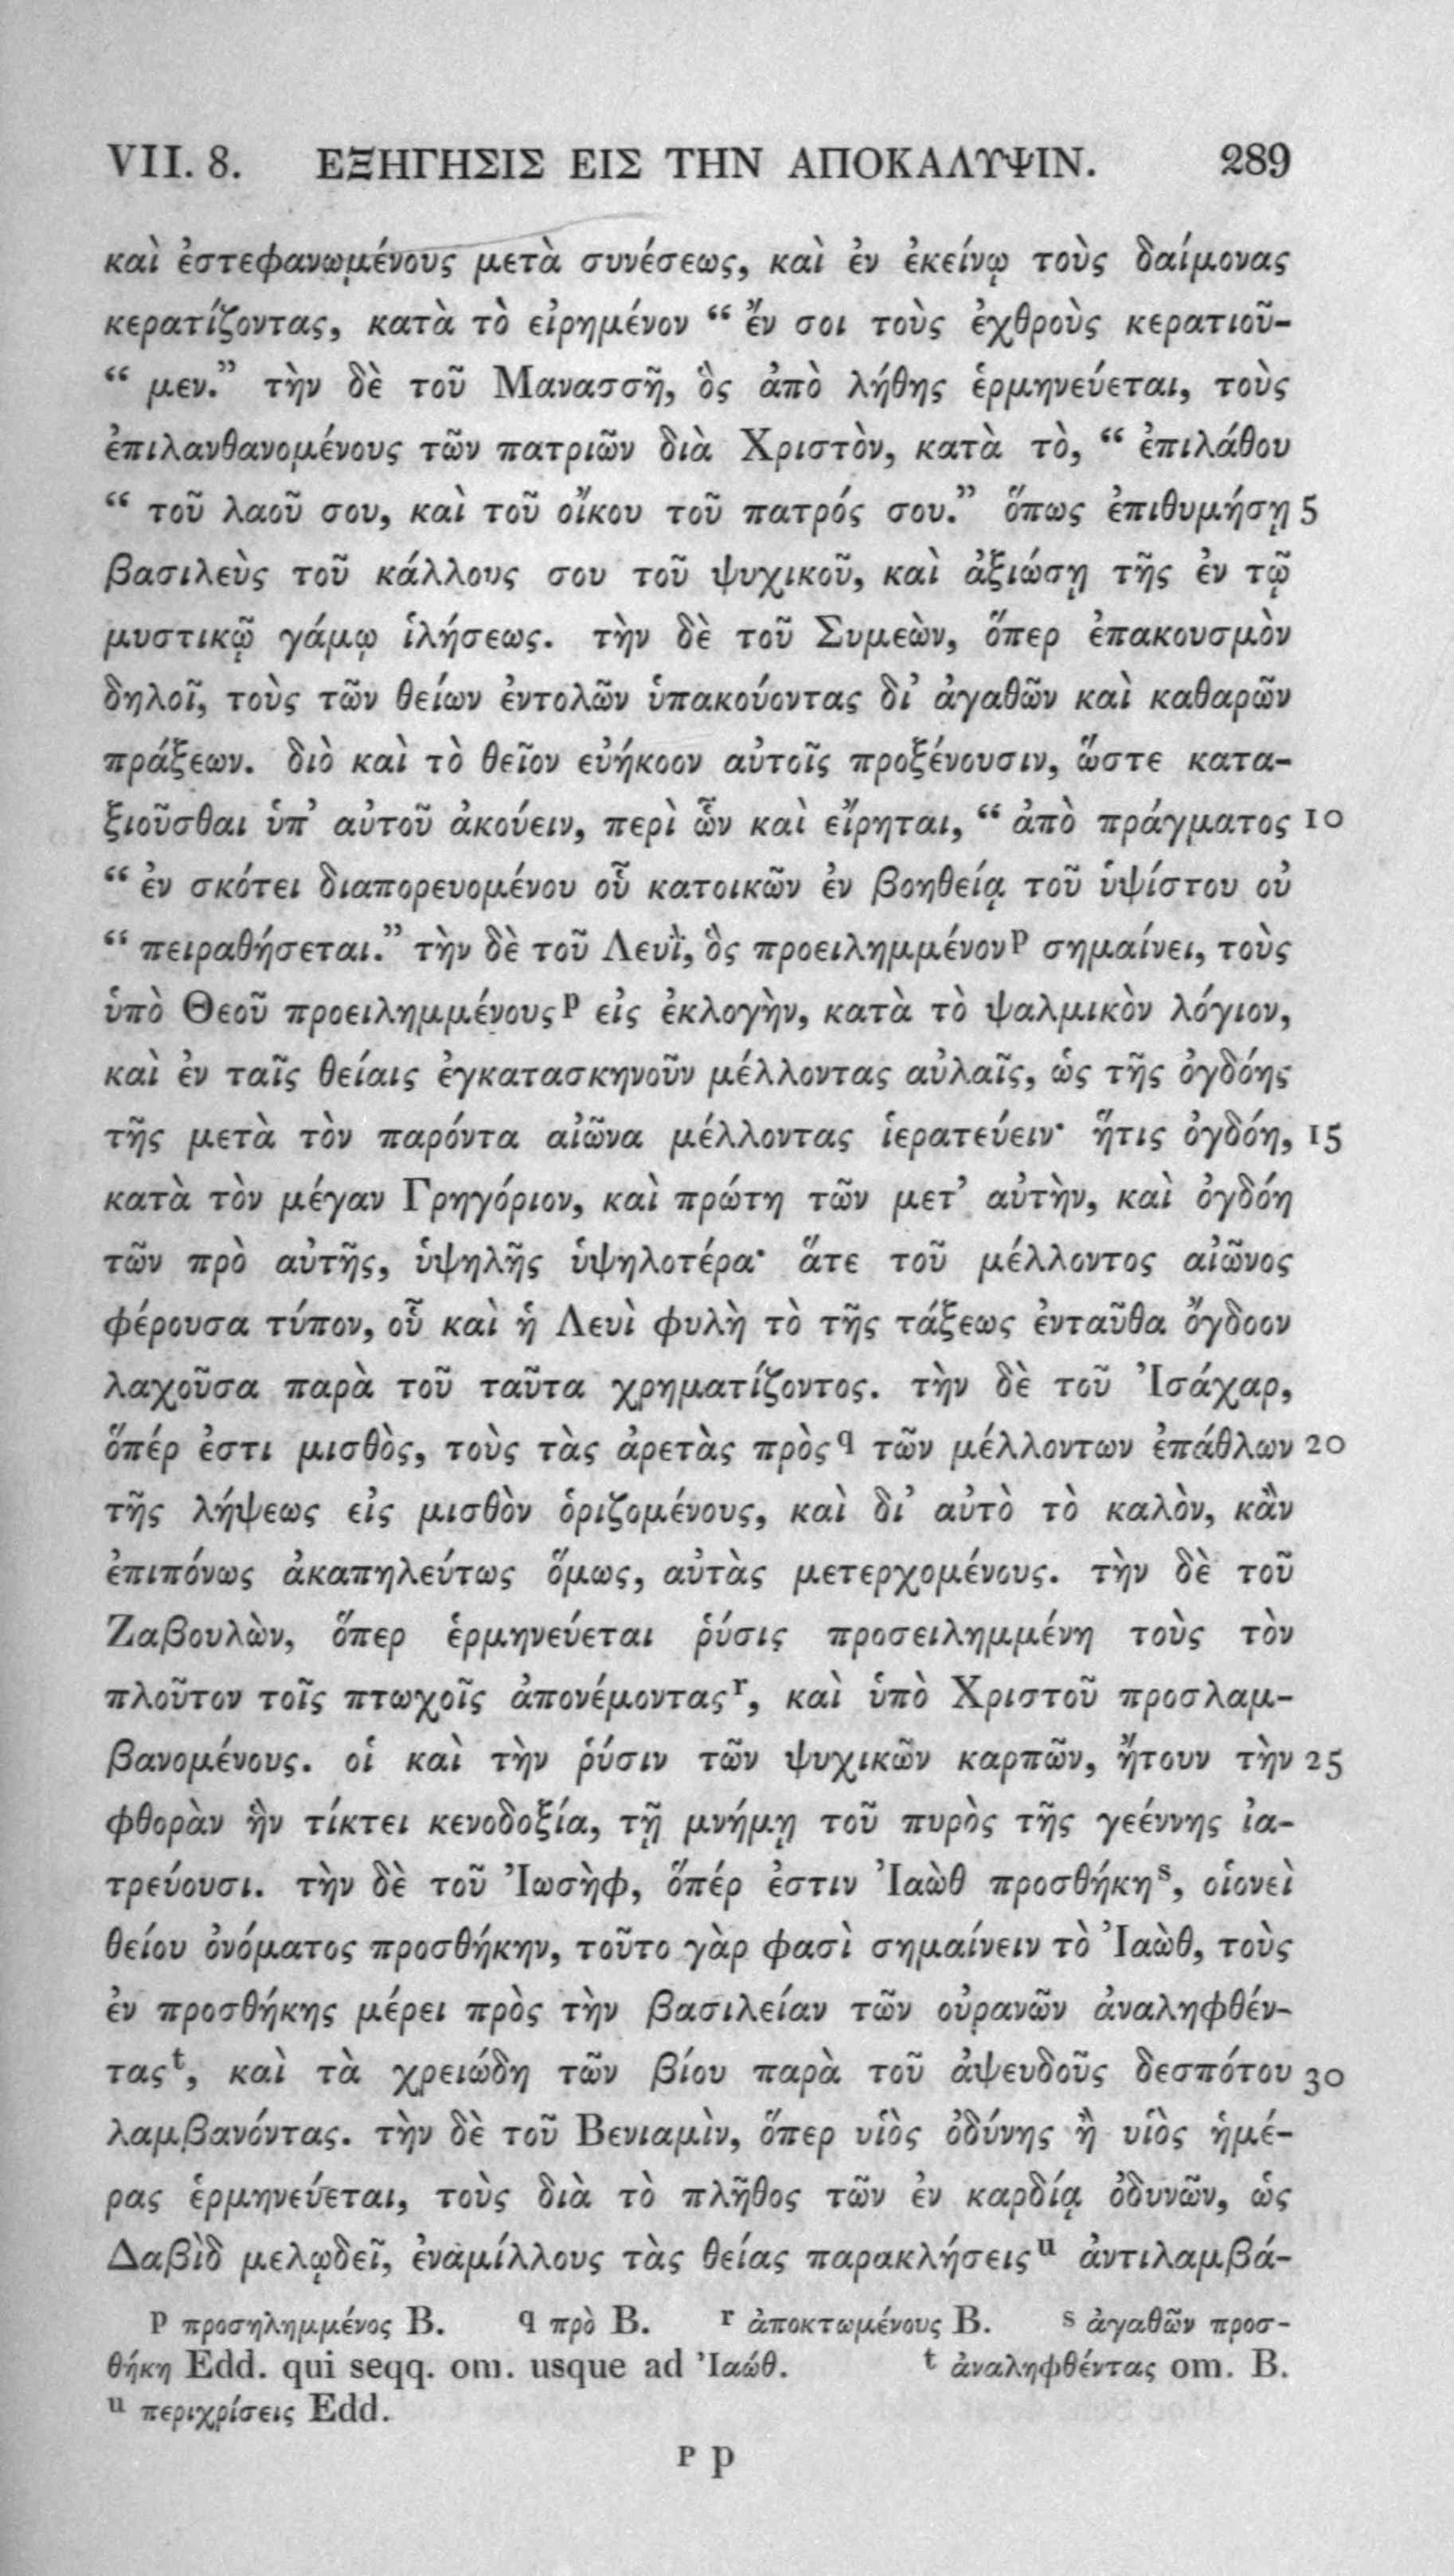 VII. 8. ΕΞΗΓΗΣΙΣ ΕΙΣ ΤΗΝ ΑΠΟΚΑΛΥΨΙΝ. 289
καὶ ἐστεφανωμένους μετὰ συνέσεως, καὶ ἐν ἐκείνῳ τοὺς δαίμονας
κερατίζοντας, κατὰ τὸ εἰρημένον “ ἔν σοι τοὺς ἐχθροὺς κερατιοῦ-
“ μεν.” τὴν δὲ τοῦ Μανασσῆ, ὃς ἀπὸ λήθης ἑρμηνεύεται, τοὺς
ἐπιλανθανομένους τῶν πατριῶν διὰ Χριστὸν, κατὰ τὸ, “ ἐπιλάθου
“ τοῦ λαοῦ σου, καὶ τοῦ οἴκου τοῦ πατρός σου.” ὅπως ἐπιθυμήσῃ 5
βασιλεὺς τοῦ κάλλους σου τοῦ ψυχικοῦ, καὶ ἀξιώσῃ τῆς ἐν τῷ
μυστικῷ γάμῳ ἱλήσεως. τὴν δὲ τοῦ Συμεὼν, ὅπερ ἐπακουσμὸν
δηλοῖ, τοὺς τῶν θείων ἐντολῶν ὑπακούοντας δι’ ἀγαθῶν καὶ καθαρῶν
πράξεων. διὸ καὶ τὸ θεῖον εὐήκοον αὐτοῖς προξένουσιν, ὥστε κατα-
ξιοῦσθαι ὑπ’ αὐτοῦ ἀκούειν, περὶ ὧν καὶ εἴρηται, “ ἀπὸ πράγματος 10
“ ἐν σκότει διαπορευομένου οὗ κατοικῶν ἐν βοηθείᾳ τοῦ ὑψίστου οὐ
“ πειραθήσεται.” τὴν δὲ τοῦ Λευῒ, ὃς προειλημμένον p σημαίνει, τοὺς
ὑπὸ Θεοῦ προειλημμένους p εἰς ἐκλογὴν, κατὰ τὸ ψαλμικὸν λόγιον,
καὶ ἐν ταῖς θείαις ἐγκατασκηνοῦν μέλλοντας αὐλαῖς, ὡς τῆς ὀγδόης
τῆς μετὰ τὸν παρόντα αἰῶνα μέλλοντας ἱερατεύειν· ἥτις ὀγδόη, 15
κατὰ τὸν μέγαν Γρηγόριον, καὶ πρώτη τῶν μετ’ αὐτὴν, καὶ ὀγδόη
τῶν πρὸ αὐτῆς, ὑψηλῆς ὑψηλοτέρα· ἅτε τοῦ μέλλοντος αἰῶνος
φέρουσα τύπον, οὗ καὶ ἡ Λευὶ φυλὴ τὸ τῆς τάξεως ἐνταῦθα ὄγδοον
λαχοῦσα παρὰ τοῦ ταῦτα χρηματίζοντος. τὴν δὲ τοῦ Ἰσάχαρ,
ὅπέρ ἐστι μισθὸς, τοὺς τὰς ἀρετὰς πρὸς q τῶν μέλλοντων ἐπάθλων 20
τῆς λήψεως εἰς μισθὸν ὁριζομένους, καὶ δι’ αὐτὸ τὸ καλὸν, κἂν
ἐπιπόνως ἀκαπηλεύτως ὅμως, αὐτὰς μετερχομένους. τὴν δὲ τοῦ
Ζαβουλὼν, ὅπερ ἑρμηνεύεται ῥύσις προσειλημμένη τοὺς τὸν
πλοῦτον τοῖς πτωχοῖς ἀπονέμοντας r, καὶ ὑπὸ Χριστοῦ προσλαμ-
βανομένους. οἱ καὶ τὴν ῥύσιν τῶν ψυχικῶν καρπῶν, ἤτουν τὴν 25
φθορὰν ἣν τίκτει κενοδοξία, τῇ μνήμῃ τοῦ πυρὸς τῆς γεέννης ἰα-
τρεύουσι. τὴν δὲ τοῦ Ἰωσὴφ, ὅπέρ ἐστιν Ἰαὼθ προσθήκη s, οἱονεὶ
θείου ὀνόματος προσθήκην, τοῦτο γὰρ φασὶ σημαίνειν τὸ Ἰαὼθ, τοὺς
ἐν προσθήκης μέρει πρὸς τὴν βασιλείαν τῶν οὐρανῶν ἀναληφθέν-
τας t, καὶ τὰ χρειώδη τῶν βίου παρὰ τοῦ ἀψευδοῦς δεσπότου 30
λαμβανόντας. τὴν δὲ τοῦ Βενιαμὶν, ὅπερ υἱὸς ὀδύνης ἢ υἱὸς ἡμέ-
ρας ἑρμηνεύεται, τοὺς διὰ τὸ πλῆθος τῶν ἐν καρδίᾳ ὀδυνῶν, ὡς
Δαβὶδ μελῳδεῖ, ἐναμίλλους τὰς θείας παρακλήσεις u ἀντιλαμβά-
p προσηλημμένος B. q πρὸ B. r ἀποκτωμένους B. s ἀγαθῶν προσ-
θήκη Edd. qui seqq. om. usque ad Ἰαώθ. t ἀναληφθέντας om. B.
u περιχρίσεις Edd.
P p